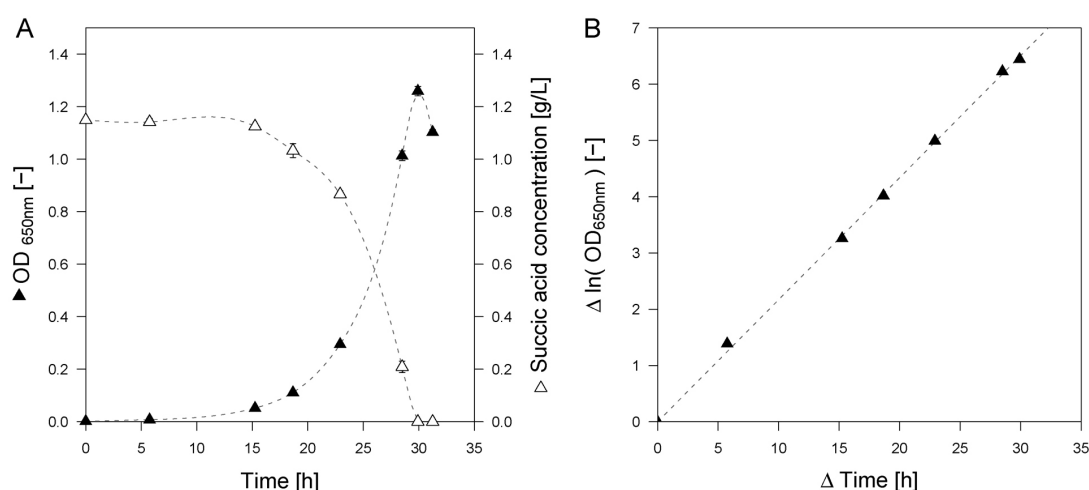 A
1.4
1.2
1.0
0.8
0.6
0.4
0.2
0.0
▲ OD 650nm [−]
0 5 10 15 20 25 30 35
Time [h]
1.4
1.2
1.0
0.8
0.6
0.4
0.2
0.0
△ Succic acid concentration [g/L]
B
7
6
5
4
3
2
1
0
Δ ln( OD650nm ) [−]
0 5 10 15 20 25 30 35
Δ Time [h]